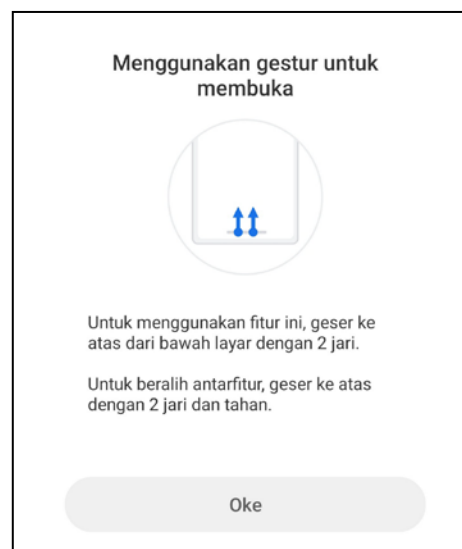 Menggunakan gestur untuk
membuka
Untuk menggunakan fitur ini, geser ke
atas dari bawah layar dengan 2 jari.
Untuk beralih antarfitur, geser ke atas
dengan 2 jari dan tahan.
Oke